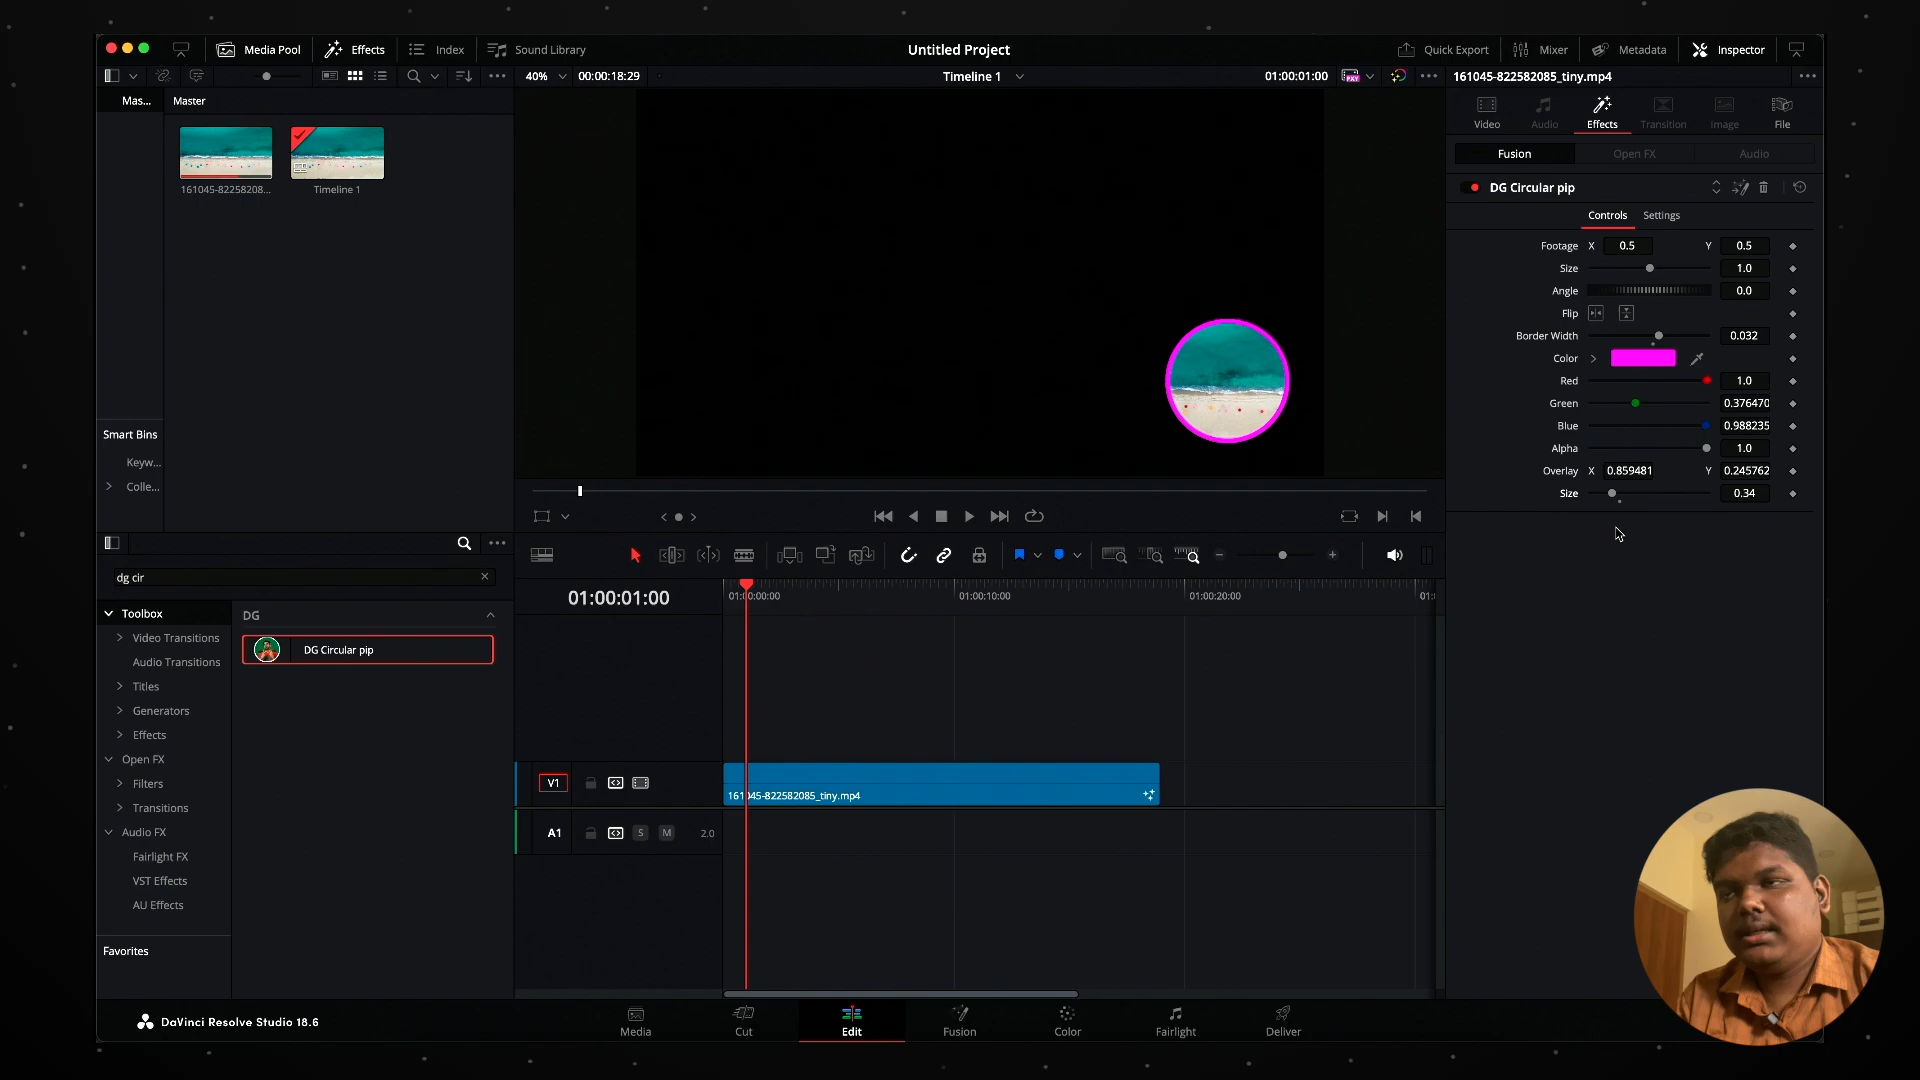 Media Pool
Effects
Index
Sound Library
Untitled Project
Quick Export
Mixer
Metadata
Inspector
40%
00:00:18:29
Timeline 1
01:00:01:00
161045-822582085_tiny.mp4
Mas...
Master
161045-82258208...
Timeline 1
Video
Audio
Effects
Transition
Image
File
Fusion
Open FX
Audio
DG Circular pip
Controls
Settings
Footage X 0.5 Y 0.5
Size 1.0
Angle 0.0
Flip
Border Width 0.032
Color
Red 1.0
Green 0.376470
Blue 0.988235
Alpha 1.0
Overlay X 0.859481 Y 0.245762
Size 0.34
Smart Bins
Keyw...
Colle...
dg cir
Toolbox
Video Transitions
Audio Transitions
Titles
Generators
Effects
Open FX
Filters
Transitions
Audio FX
Fairlight FX
VST Effects
AU Effects
Favorites
DG
DG Circular pip
01:00:01:00
01:00:00:00
01:00:10:00
01:00:20:00
V1
161045-822582085_tiny.mp4
A1
S
M
2.0
DaVinci Resolve Studio 18.6
Media
Cut
Edit
Fusion
Color
Fairlight
Deliver